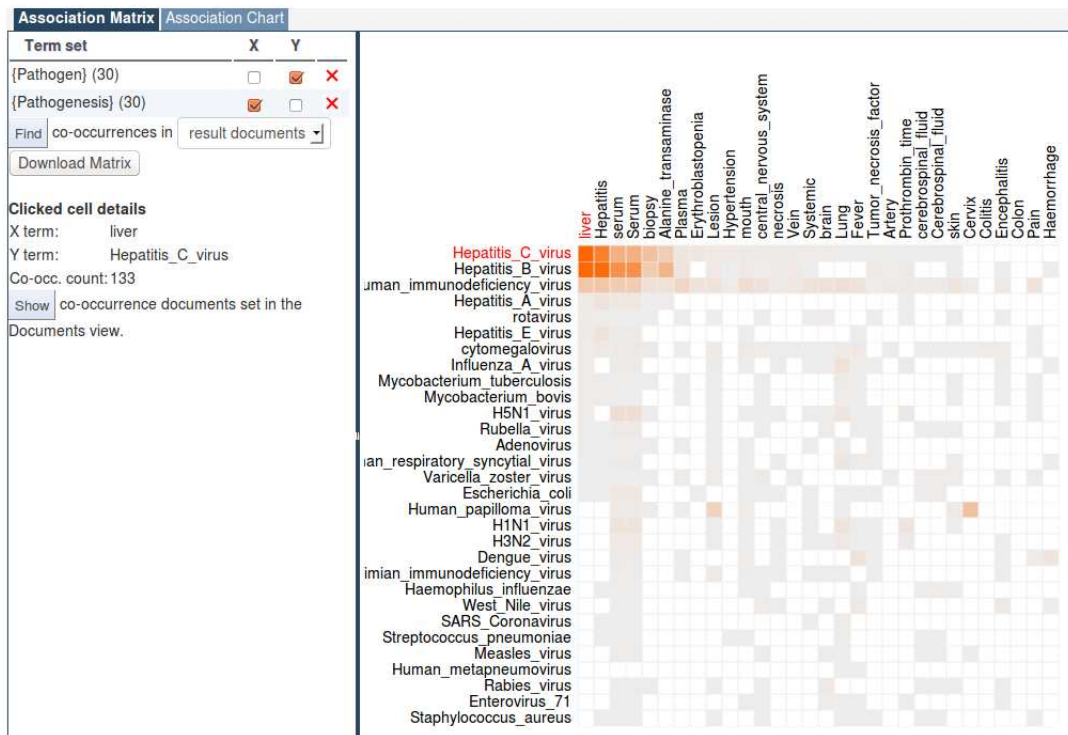 Association Matrix Association Chart
Term set X Y
{Pathogen} (30)
{Pathogenesis} (30)
Find co-occurrences in result documents
Download Matrix
Clicked cell details
X term: liver
Y term: Hepatitis_C_virus
Co-occ. count: 133
Show co-occurrence documents set in the
Documents view.
liver
Hepatitis
serum
Serum
biopsy
Alanine_transaminase
Plasma
Erythroblastopenia
Lesion
Hypertension
mouth
central_nervous_system
necrosis
Vein
Systemic
brain
Lung
Fever
Tumor_necrosis_factor
Artery
Prothrombin_time
cerebrospinal_fluid
Cerebrospinal_fluid
skin
Cervix
Colitis
Encephalitis
Colon
Pain
Haemorrhage
Hepatitis_C_virus
Hepatitis_B_virus
uman_immunodeficiency_virus
Hepatitis_A_virus
rotavirus
Hepatitis_E_virus
cytomegalovirus
Influenza_A_virus
Mycobacterium_tuberculosis
Mycobacterium_bovis
H5N1_virus
Rubella_virus
Adenovirus
an_respiratory_syncytial_virus
Varicella_zoster_virus
Escherichia_coli
Human_papilloma_virus
H1N1_virus
H3N2_virus
Dengue_virus
imian_immunodeficiency_virus
Haemophilus_influenzae
West_Nile_virus
SARS_Coronavirus
Streptococcus_pneumoniae
Measles_virus
Human_metapneumovirus
Rabies_virus
Enterovirus_71
Staphylococcus_aureus